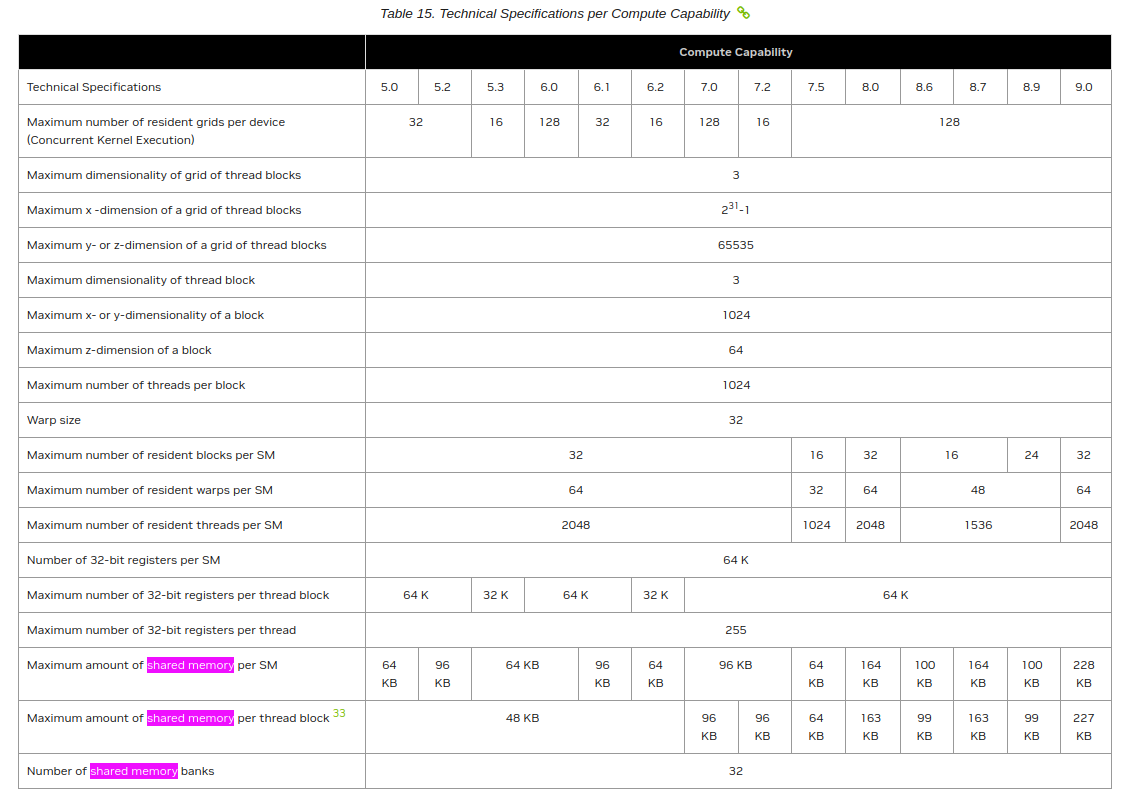 Table 15. Technical Specifications per Compute Capability
Compute Capability
Technical Specifications 5.0 5.2 5.3 6.0 6.1 6.2 7.0 7.2 7.5 8.0 8.6 8.7 8.9 9.0
Maximum number of resident grids per device 32 16 128 32 16 128 16 128
(Concurrent Kernel Execution)
Maximum dimensionality of grid of thread blocks 3
Maximum x -dimension of a grid of thread blocks 2³¹-1
Maximum y- or z-dimension of a grid of thread blocks 65535
Maximum dimensionality of thread block 3
Maximum x- or y-dimensionality of a block 1024
Maximum z-dimension of a block 64
Maximum number of threads per block 1024
Warp size 32
Maximum number of resident blocks per SM 32 16 32 16 24 32
Maximum number of resident warps per SM 64 32 64 48 64
Maximum number of resident threads per SM 2048 1024 2048 1536 2048
Number of 32-bit registers per SM 64 K
Maximum number of 32-bit registers per thread block 64 K 32 K 64 K 32 K 64 K
Maximum number of 32-bit registers per thread 255
Maximum amount of shared memory per SM 64 96 64 KB 96 64 96 KB 64 164 100 164 100 228
KB KB KB KB KB KB KB KB KB KB
Maximum amount of shared memory per thread block ³³ 48 KB 96 96 64 163 99 163 99 227
KB KB KB KB KB KB KB KB
Number of shared memory banks 32